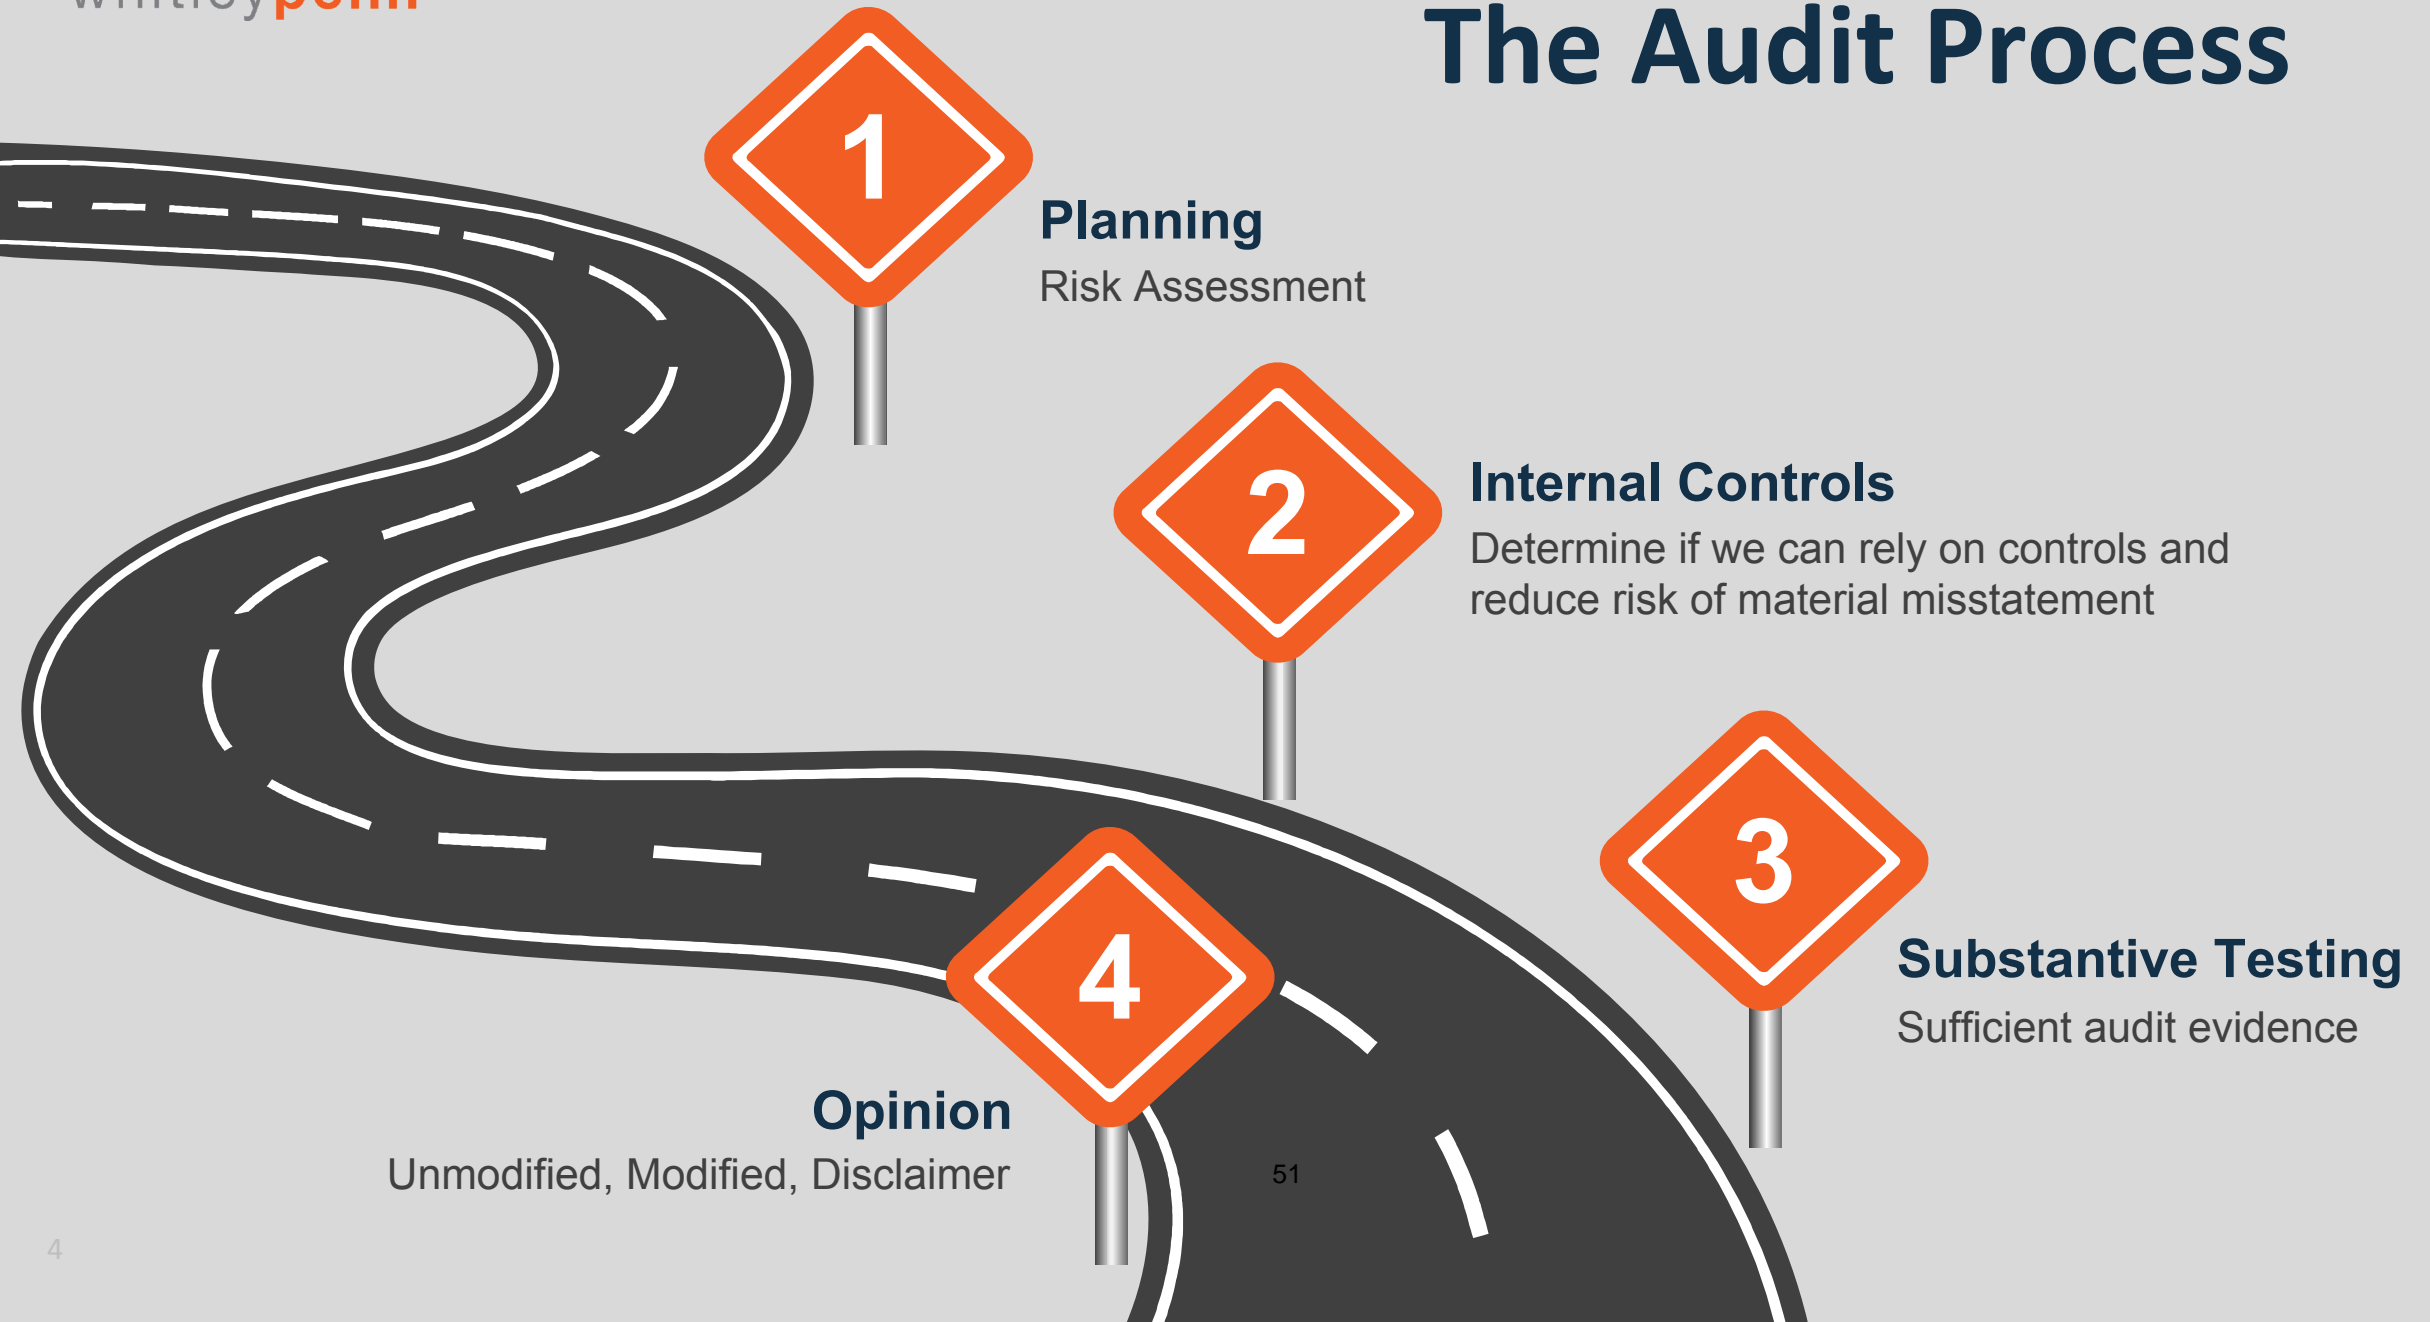 whitleypenn
The Audit Process
1
Planning
Risk Assessment
2
Internal Controls
Determine if we can rely on controls and
reduce risk of material misstatement
3
Substantive Testing
Sufficient audit evidence
4
Opinion
Unmodified, Modified, Disclaimer
51
4